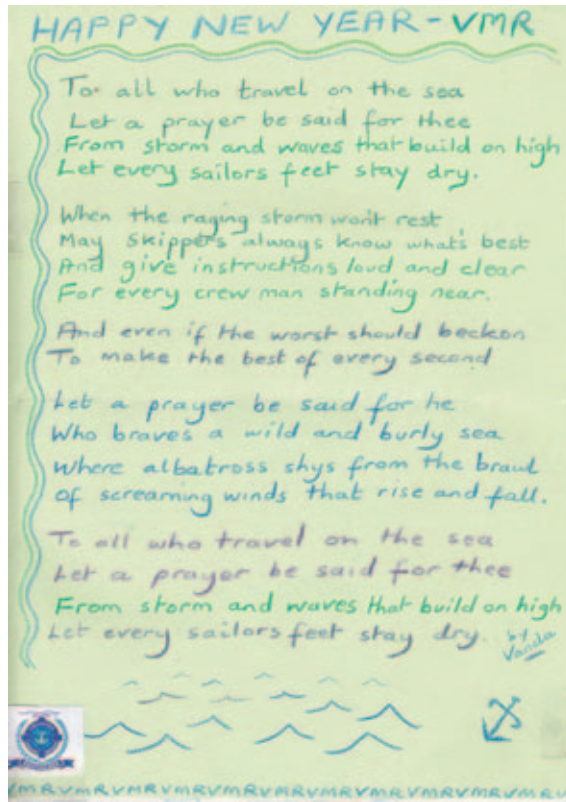 HAPPY NEW YEAR - VMR
To all who travel on the sea
Let a prayer be said for thee
From storm and waves that build on high
Let every sailors feet stay dry.
When the raging storm won't rest
May skippers always know what's best
And give instructions loud and clear
For every crew man standing near.
And even if the worst should beckon
To make the best of every second
Let a prayer be said for he
Who braves a wild and burly sea
Where albatross shys from the braul
Of screaming winds that rise and fall.
To all who travel on the sea
Let a prayer be said for thee
From storm and waves that build on high
Let every sailors feet stay dry.
by
Vanda
VMRVMRVMRVMRVMRVMRVMRVMRVMRVMRV